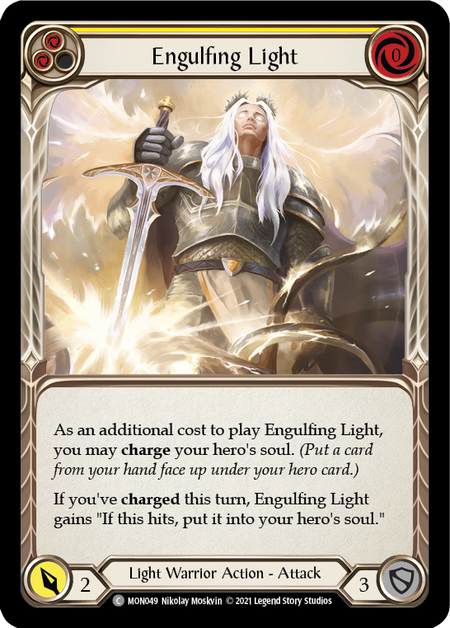 Engulfing Light
0
As an additional cost to play Engulfing Light,
you may charge your hero's soul. (Put a card
from your hand face up under your hero card.)
If you've charged this turn, Engulfing Light
gains "If this hits, put it into your hero's soul."
2
Light Warrior Action - Attack
3
C MON049 Nikolay Moskvin © 2021 Legend Story Studios